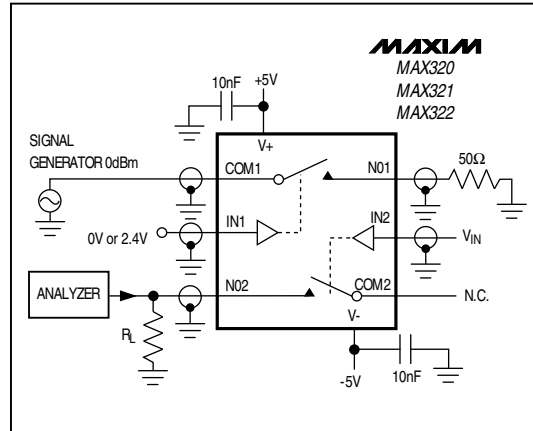 MAXIM
MAX320
MAX321
MAX322
+5V
10nF
V+
SIGNAL
GENERATOR 0dBm
COM1
N01
50Ω
0V or 2.4V
IN1
IN2
VIN
ANALYZER
N02
COM2
N.C.
RL
V-
-5V
10nF